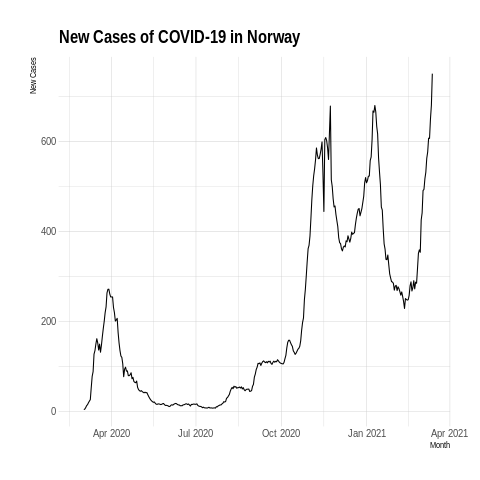 New Cases of COVID-19 in Norway
New Cases
600
400
200
0
Apr 2020 Jul 2020 Oct 2020 Jan 2021 Apr 2021
Month